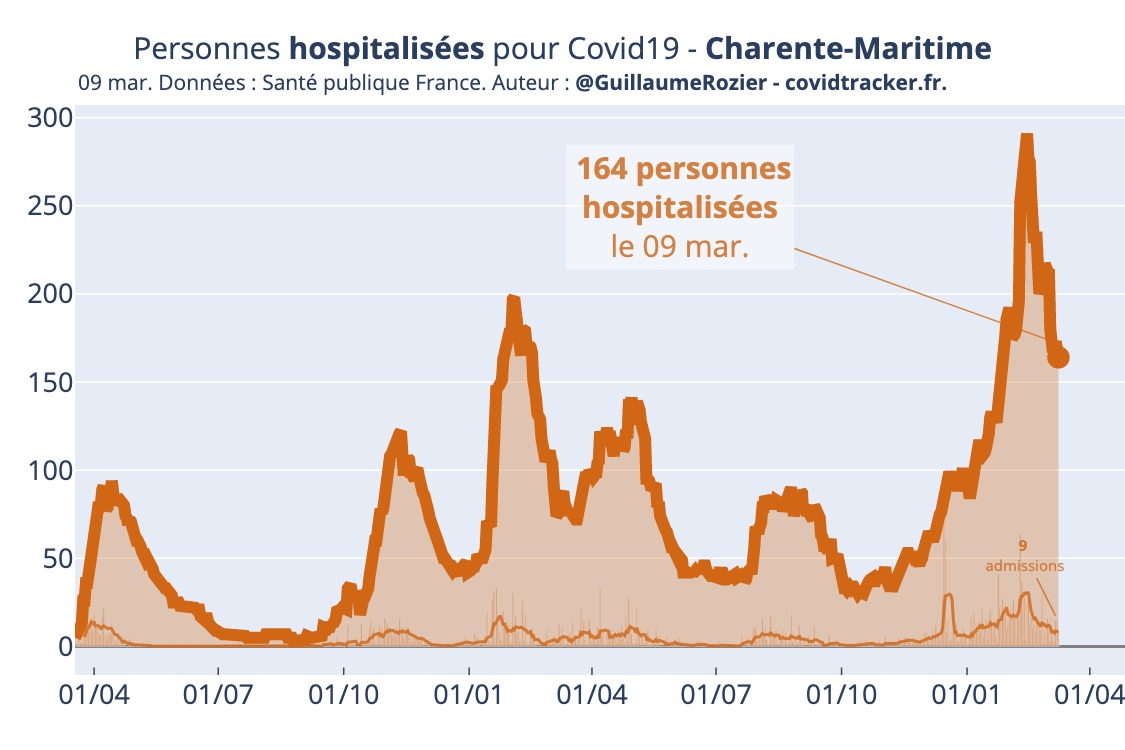 Personnes hospitalisées pour Covid19 - Charente-Maritime
09 mar. Données : Santé publique France. Auteur : @GuillaumeRozier - covidtracker.fr.
300
250
200
150
100
50
0
164 personnes
hospitalisées
le 09 mar.
9
admissions
01/04 01/07 01/10 01/01 01/04 01/07 01/10 01/01 01/04